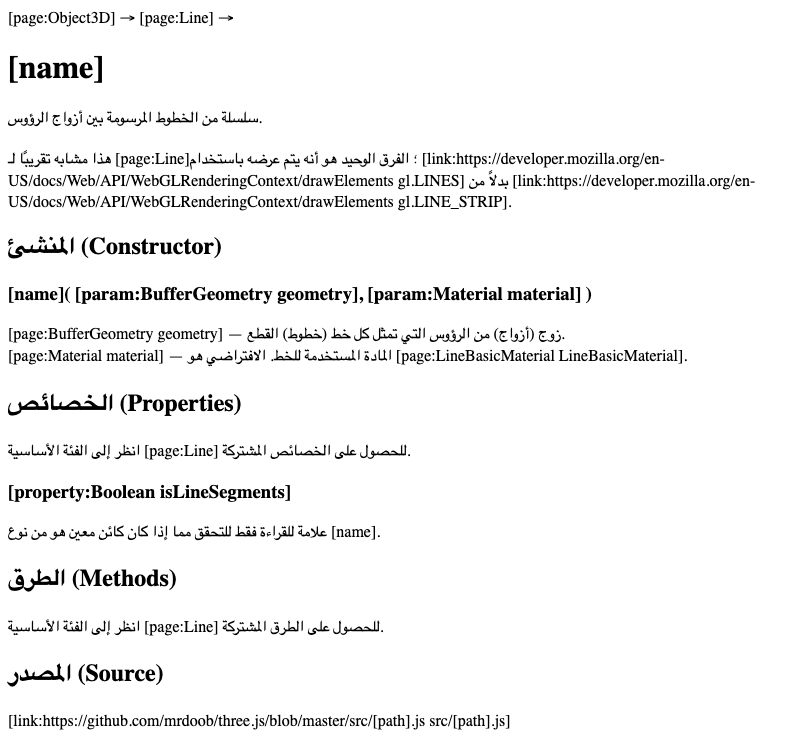 [page:Object3D] → [page:Line] →
[name]
سلسلة من الخطوط المرسومة بين أزواج الرؤوس.
هذا مشابه تقريبًا لـ [page:Line]؛ الفرق الوحيد هو أنه يتم عرضه باستخدام [link:https://developer.mozilla.org/en-
US/docs/Web/API/WebGLRenderingContext/drawElements gl.LINES] بدلاً من [link:https://developer.mozilla.org/en-
US/docs/Web/API/WebGLRenderingContext/drawElements gl.LINE_STRIP].
المنشئ (Constructor)
[name]( [param:BufferGeometry geometry], [param:Material material] )
[page:BufferGeometry geometry] — زوج (أزواج) من الرؤوس التي تمثل كل خط (خطوط) القطع.
[page:Material material] — المادة المستخدمة للخط. الافتراضي هو [page:LineBasicMaterial LineBasicMaterial].
الخصائص (Properties)
انظر إلى الفئة الأساسية [page:Line] للحصول على الخصائص المشتركة.
[property:Boolean isLineSegments]
علامة للقراءة فقط للتحقق مما إذا كان كائن معين هو من نوع [name].
الطرق (Methods)
انظر إلى الفئة الأساسية [page:Line] للحصول على الطرق المشتركة.
المصدر (Source)
[link:https://github.com/mrdoob/three.js/blob/master/src/[path].js src/[path].js]